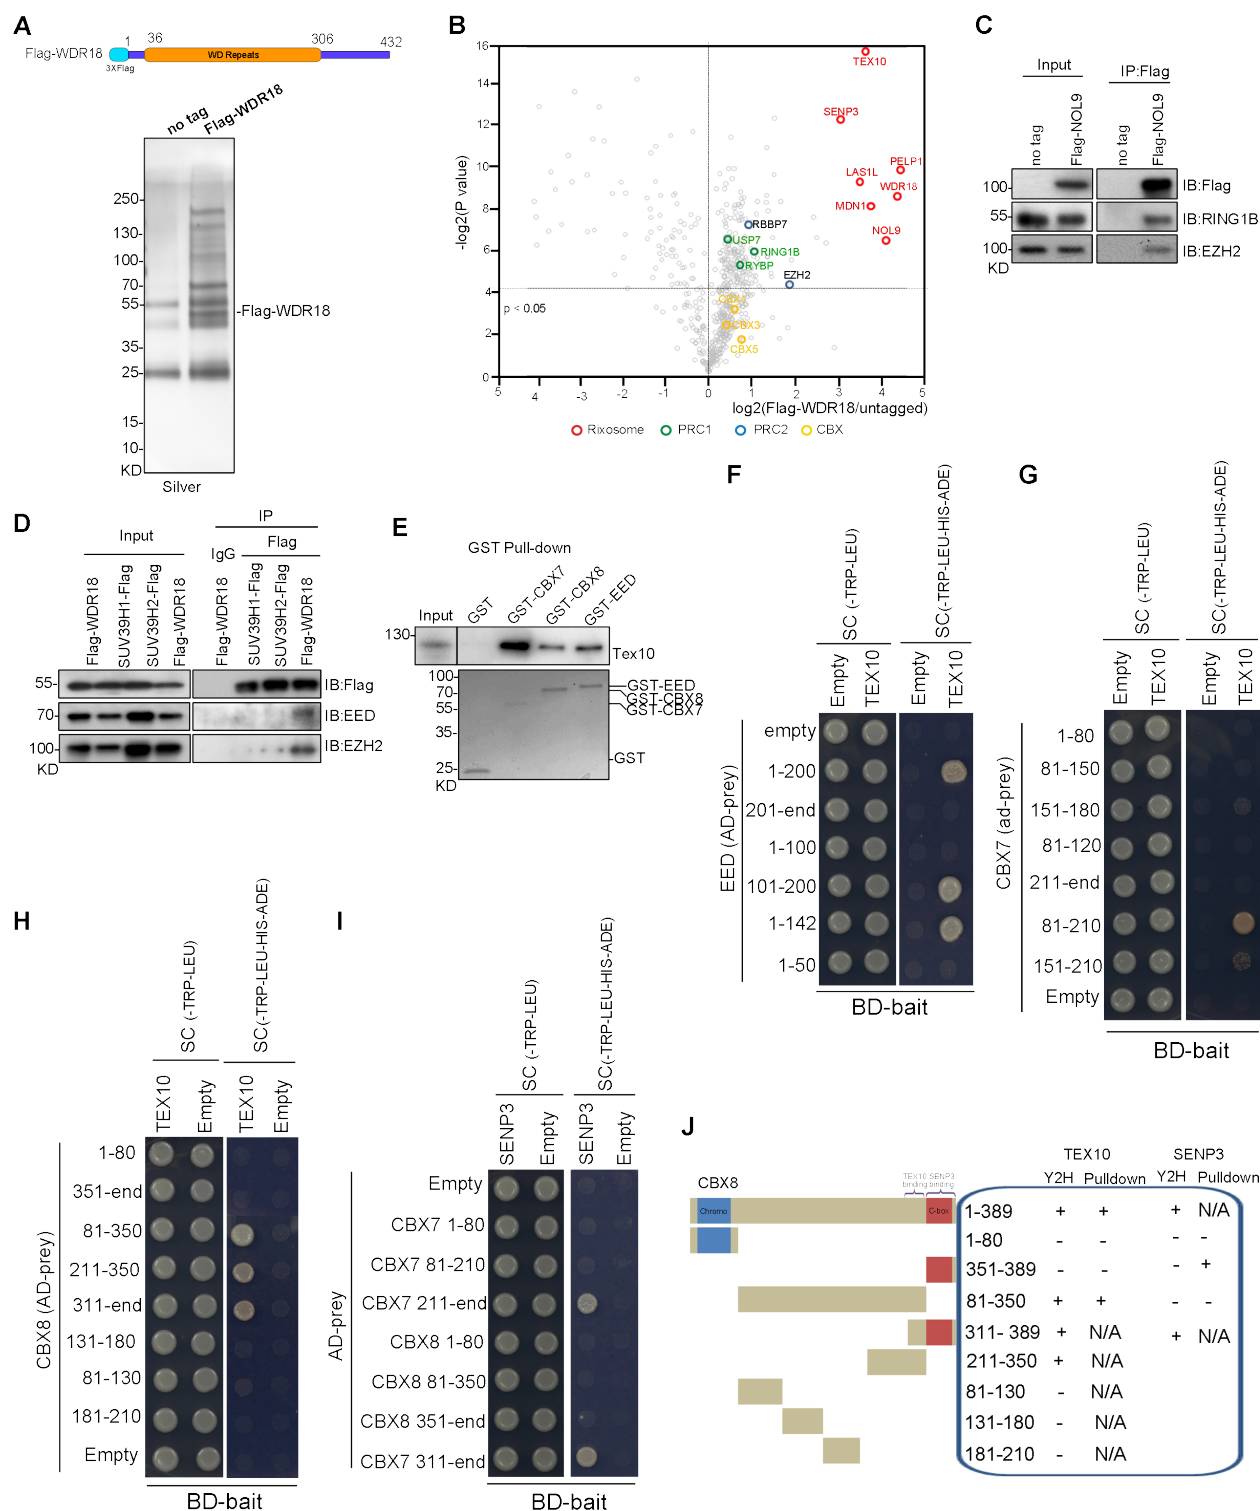 A
Flag-WDR18
1
36
306
432
WD Repeats
3XFlag
no tag
Flag-WDR18
250-
130-
100-
70-
55-
35-
25-
15-
10-
KD
-Flag-WDR18
Silver
B
-log2(P value)
16
14
12
10
8
6
4
2
0
TEX10
SENP3
PELP1
LAS1L
WDR18
MDN1
NOL9
RBBP7
USP7
RING1B
RYBP
EZH2
CBX1
CBX3
CBX5
p < 0.05
5 4 -3 -2 -1 0 1 2 3 4 5
log2(Flag-WDR18/untagged)
Rixosome PRC1 PRC2 CBX
C
Input IP:Flag
no tag
Flag-NOL9
no tag
Flag-NOL9
100-
55-
100-
KD
IB:Flag
IB:RING1B
IB:EZH2
D
Input
IP
IgG
Flag
Flag-WDR18
SUV39H1-Flag
SUV39H2-Flag
Flag-WDR18
Flag-WDR18
SUV39H1-Flag
SUV39H2-Flag
Flag-WDR18
55-
70-
100-
KD
IB:Flag
IB:EED
IB:EZH2
E
GST Pull-down
Input
GST
GST-CBX7
GST-CBX8
GST-EED
130-
Tex10
100-
70-
55-
35-
25-
KD
GST-EED
GST-CBX8
GST-CBX7
-GST
F
SC (-TRP-LEU)
SC(-TRP-LEU-HIS-ADE)
Empty
TEX10
Empty
TEX10
EED (AD-prey)
empty
1-200
201-end
1-100
101-200
1-142
1-50
BD-bait
G
SC (-TRP-LEU)
SC(-TRP-LEU-HIS-ADE)
Empty
TEX10
Empty
TEX10
CBX7 (ad-prey)
1-80
81-150
151-180
81-120
211-end
81-210
151-210
Empty
BD-bait
H
SC (-TRP-LEU)
SC(-TRP-LEU-HIS-ADE)
TEX10
Empty
TEX10
Empty
CBX8 (AD-prey)
1-80
351-end
81-350
211-350
311-end
131-180
81-130
181-210
Empty
BD-bait
I
SC (-TRP-LEU)
SC(-TRP-LEU-HIS-ADE)
SENP3
Empty
SENP3
Empty
AD-prey
Empty
CBX7 1-80
CBX7 81-210
CBX7 211-end
CBX8 1-80
CBX8 81-350
CBX8 351-end
CBX7 311-end
BD-bait
J
TEX10 SENP3
Y2H Pulldown Y2H Pulldown
CBX8
TEX10 SENP3
binding binding
Chromo
C-box
1-389 + + + N/A
1-80 - - - -
351-389 - - - +
81-350 + + - -
311- 389 + N/A + N/A
211-350 + N/A
81-130 - N/A
131-180 - N/A
181-210 - N/A